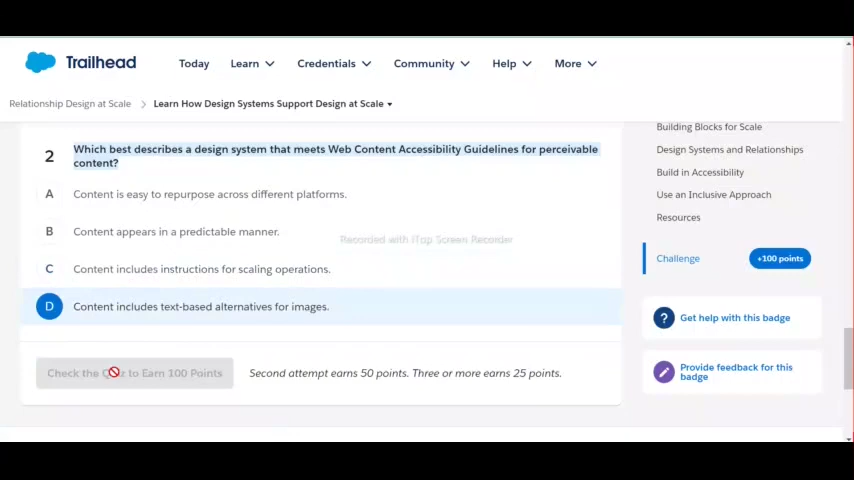 Trailhead
Today
Learn
Credentials
Community
Help
More
Relationship Design at Scale
Learn How Design Systems Support Design at Scale
2
Which best describes a design system that meets Web Content Accessibility Guidelines for perceivable
content?
A
Content is easy to repurpose across different platforms.
B
Content appears in a predictable manner.
C
Content includes instructions for scaling operations.
D
Content includes text-based alternatives for images.
Check the Quiz to Earn 100 Points
Second attempt earns 50 points. Three or more earns 25 points.
Recorded with iTop Screen Recorder
Building Blocks for Scale
Design Systems and Relationships
Build in Accessibility
Use an Inclusive Approach
Resources
Challenge
+100 points
?
Get help with this badge
Provide feedback for this
badge